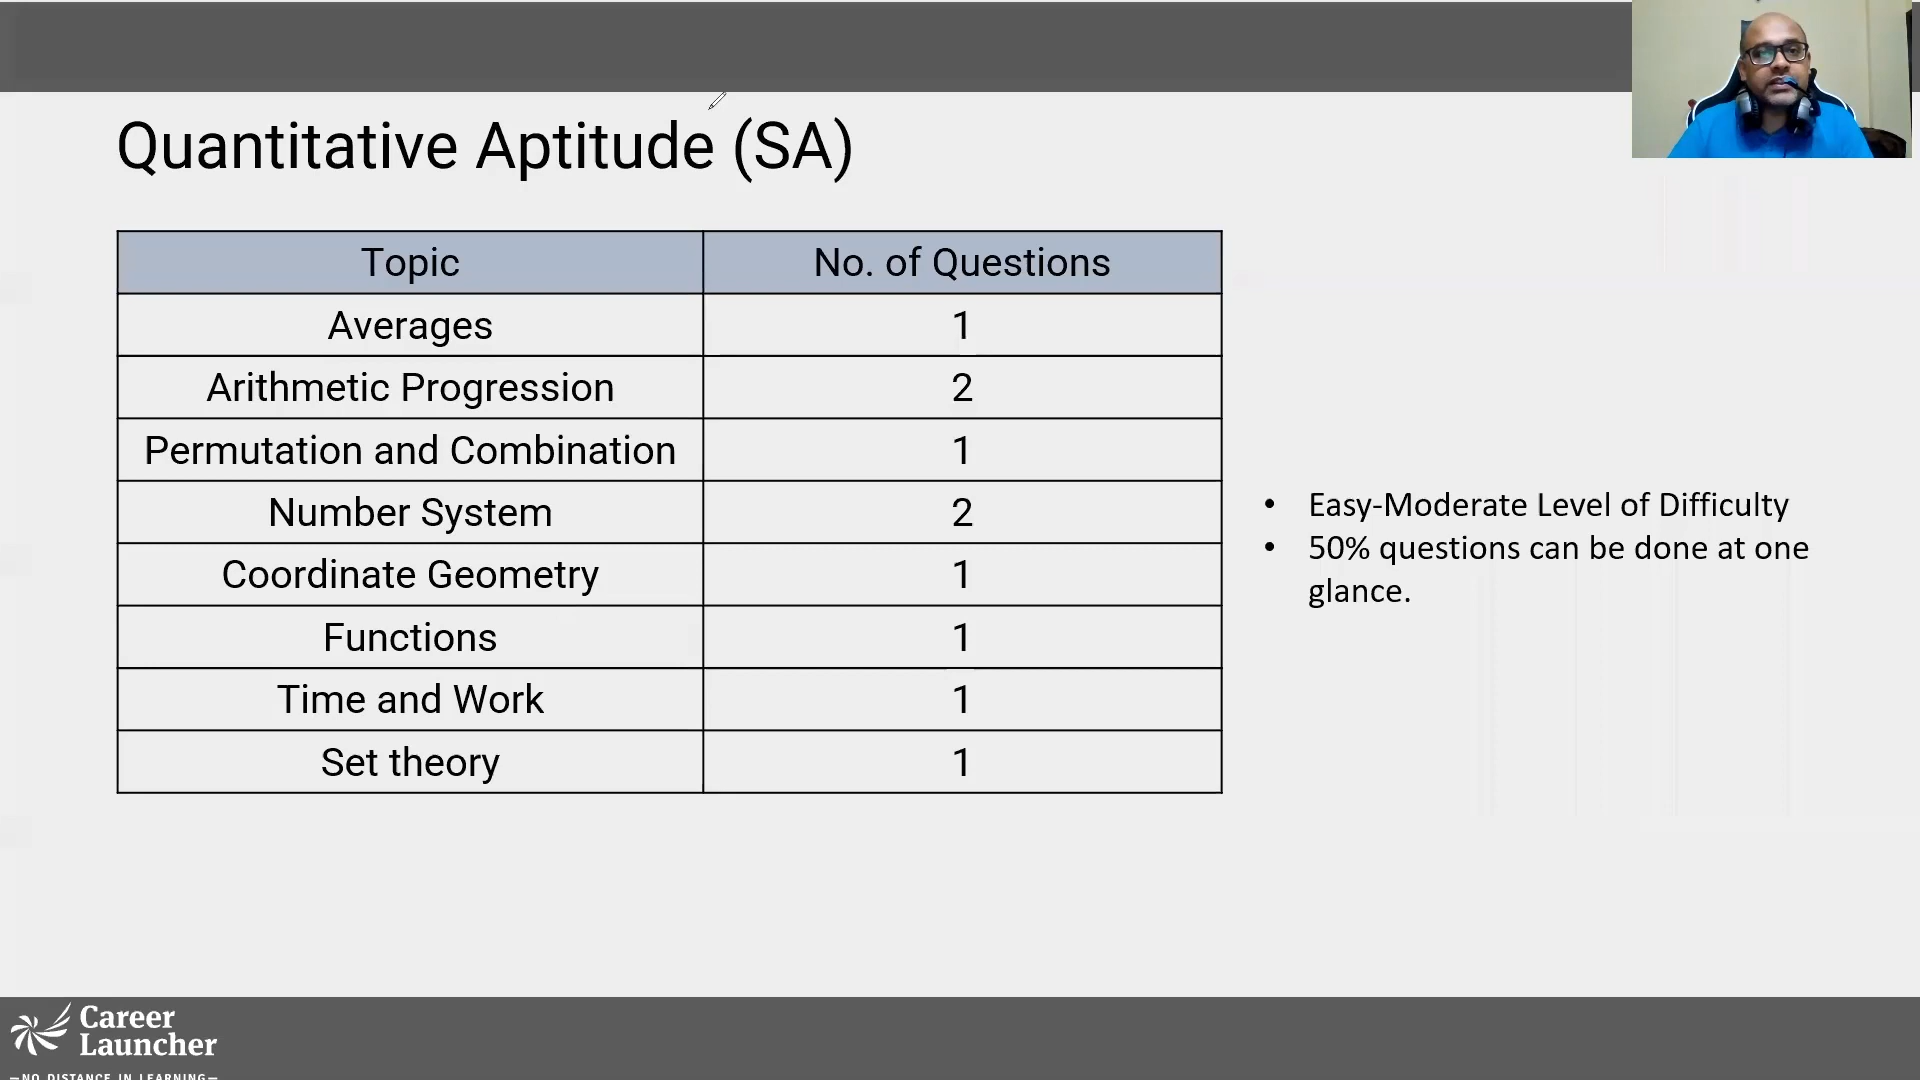 Quantitative Aptitude (SA)
Topic No. of Questions
Averages 1
Arithmetic Progression 2
Permutation and Combination 1
Number System 2
Coordinate Geometry 1
Functions 1
Time and Work 1
Set theory 1
• Easy-Moderate Level of Difficulty
• 50% questions can be done at one
glance.
Career
Launcher
—NO DISTANCE IN LEARNING—